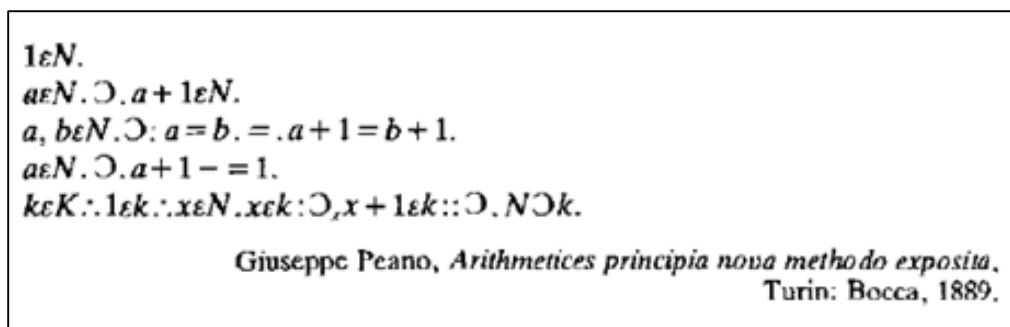 1εN.
aεN.Ɔ.a + 1εN.
a, bεN.Ɔ: a = b. = .a + 1 = b + 1.
aεN.Ɔ.a + 1 − = 1.
kεK∴1εk∴xεN.xεk:Ɔₓx + 1εk::Ɔ.NƆk.
Giuseppe Peano, Arithmetices principia nova methodo exposita,
Turin: Bocca, 1889.